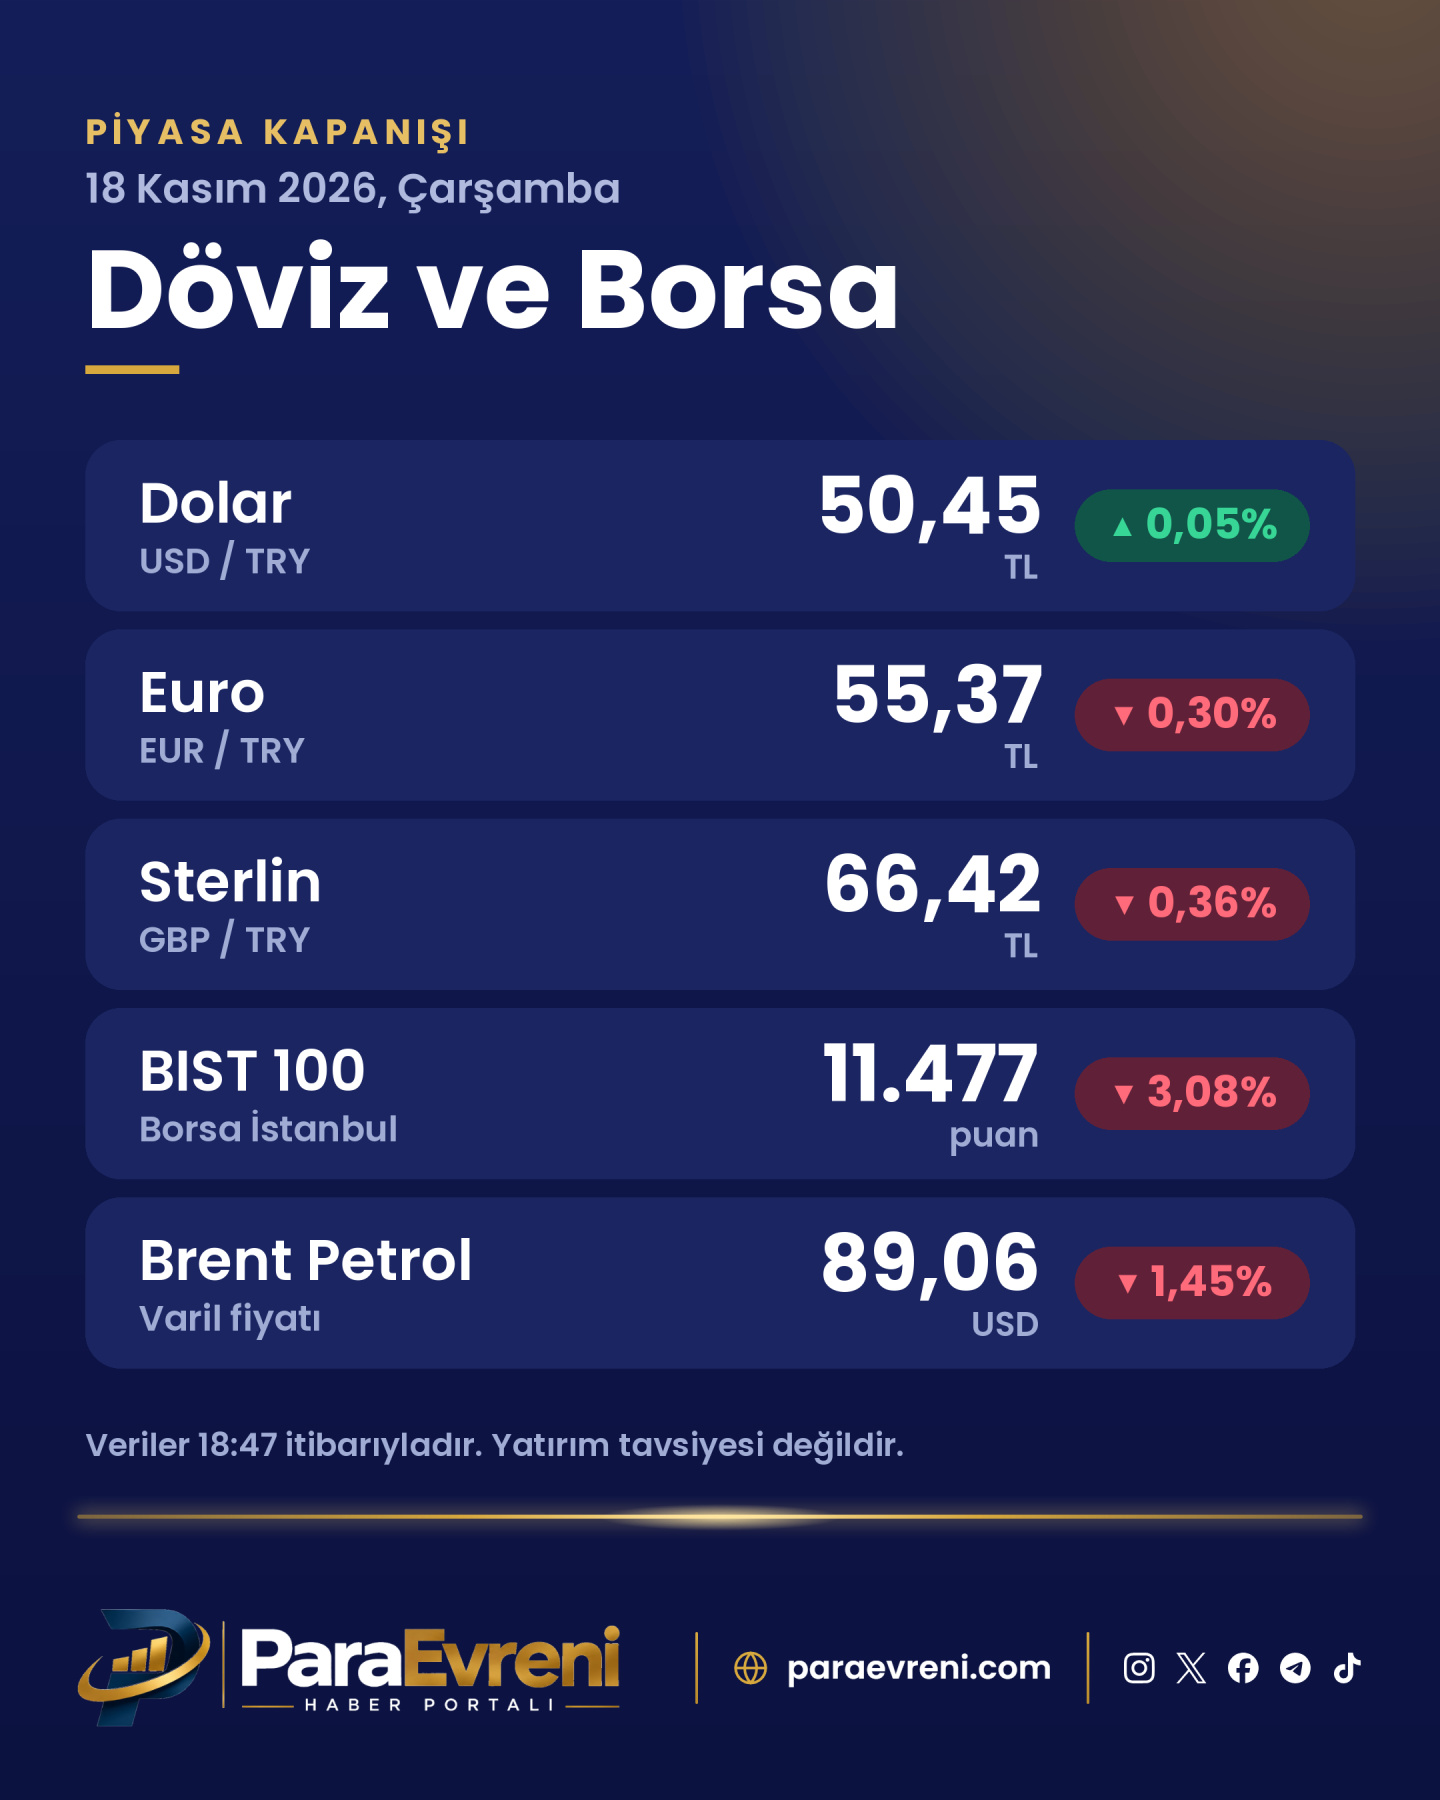 PİYASA KAPANIŞI
18 Kasım 2026, Çarşamba
Döviz ve Borsa
Dolar
USD / TRY
50,45
TL
▲ 0,05%
Euro
EUR / TRY
55,37
TL
▼ 0,30%
Sterlin
GBP / TRY
66,42
TL
▼ 0,36%
BIST 100
Borsa İstanbul
11.477
puan
▼ 3,08%
Brent Petrol
Varil fiyatı
89,06
USD
▼ 1,45%
Veriler 18:47 itibarıyladır. Yatırım tavsiyesi değildir.
ParaEvreni
HABER PORTALI
paraevreni.com